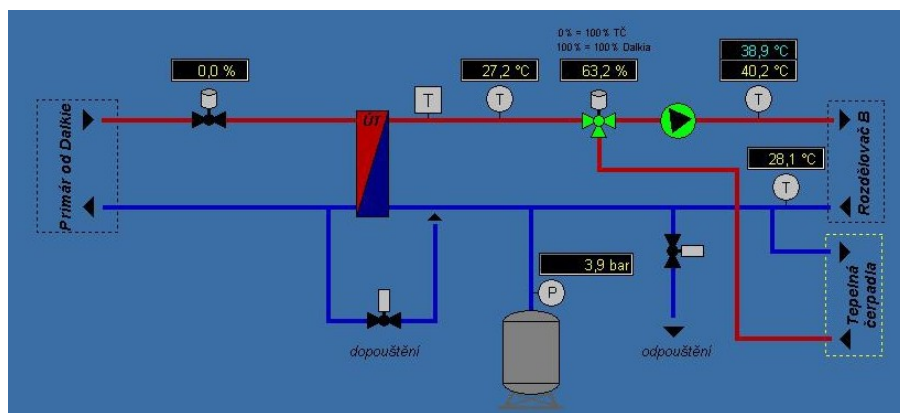 0% = 100% TČ
100% = 100% Dalkia
38,9 °C
0,0 %
27,2 °C
63,2 %
40,2 °C
T
T
T
ÚT
Primár od Dalkie
Rozdělovač B
28,1 °C
T
3,9 bar
P
Tepelná
čerpadla
dopouštění
odpouštění